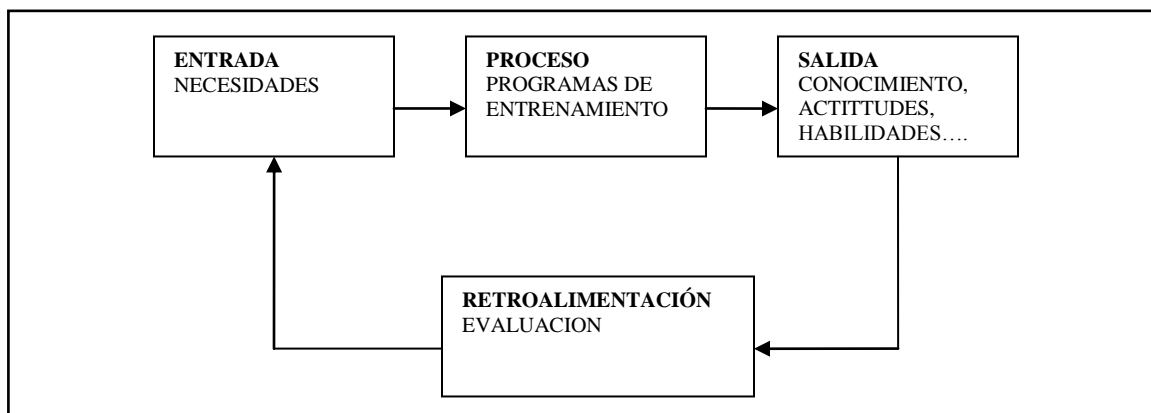 ENTRADA
NECESIDADES
PROCESO
PROGRAMAS DE
ENTRENAMIENTO
SALIDA
CONOCIMIENTO,
ACTITTUDES,
HABILIDADES….
RETROALIMENTACIÓN
EVALUACION